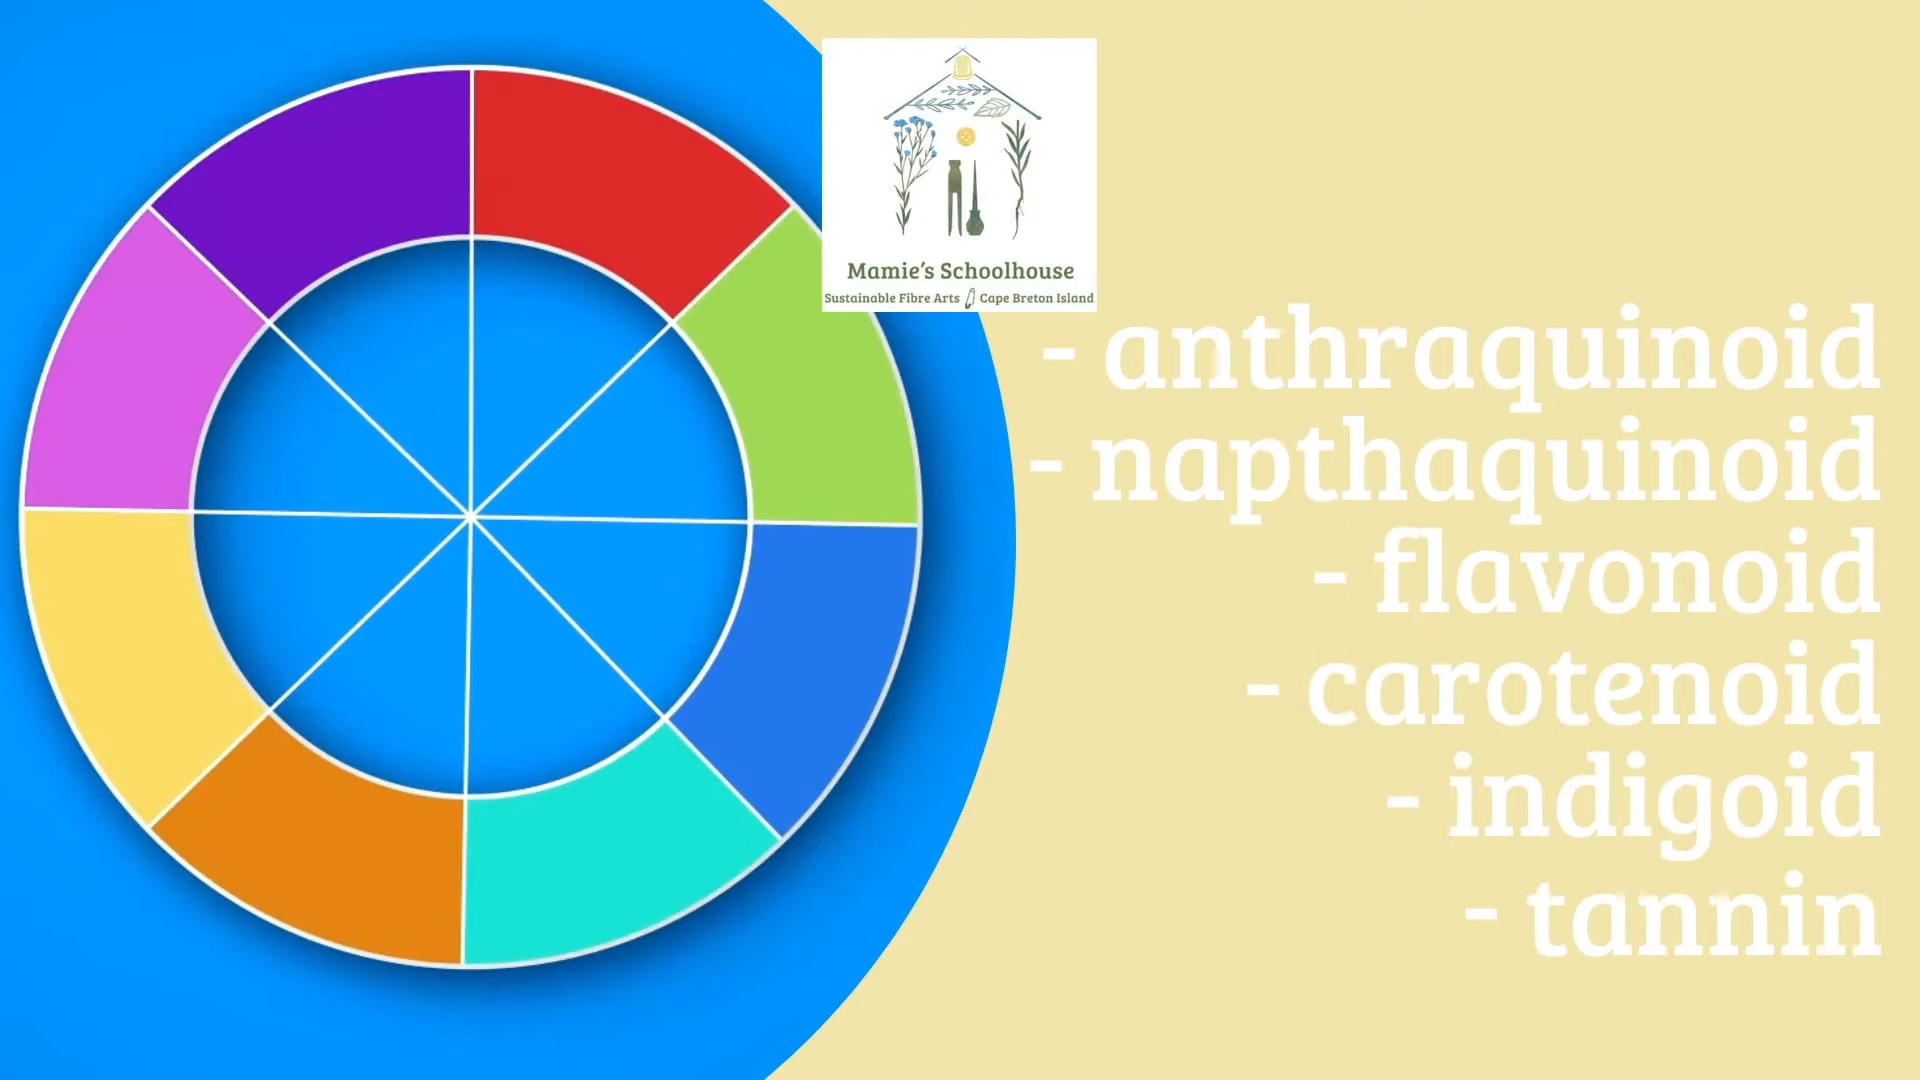 Mamie's Schoolhouse
Sustainable Fibre Arts Cape Breton Island
- anthraquinoid
- napthaquinoid
- flavonoid
- carotenoid
- indigoid
- tannin